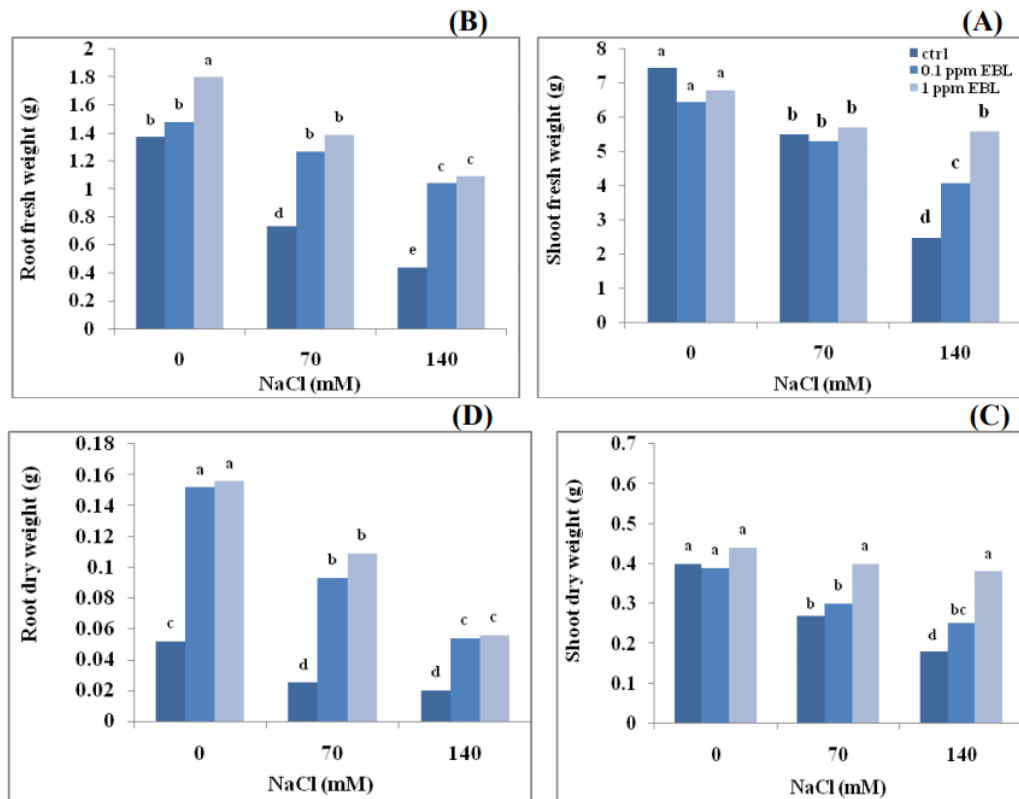 (B)
2
1.8
1.6
1.4
1.2
1
0.8
0.6
0.4
0.2
0
Root fresh weight (g)
b b a
d b b
e c c
0 70 140
NaCl (mM)
(A)
8
7
6
5
4
3
2
1
0
Shoot fresh weight (g)
ctrl
0.1 ppm EBL
1 ppm EBL
a a a
b b b
d c b
0 70 140
NaCl (mM)
(D)
0.18
0.16
0.14
0.12
0.1
0.08
0.06
0.04
0.02
0
Root dry weight (g)
c a a
d b b
d c c
0 70 140
NaCl (mM)
(C)
0.7
0.6
0.5
0.4
0.3
0.2
0.1
0
Shoot dry weight (g)
a a a
b b a
d bc a
0 70 140
NaCl (mM)